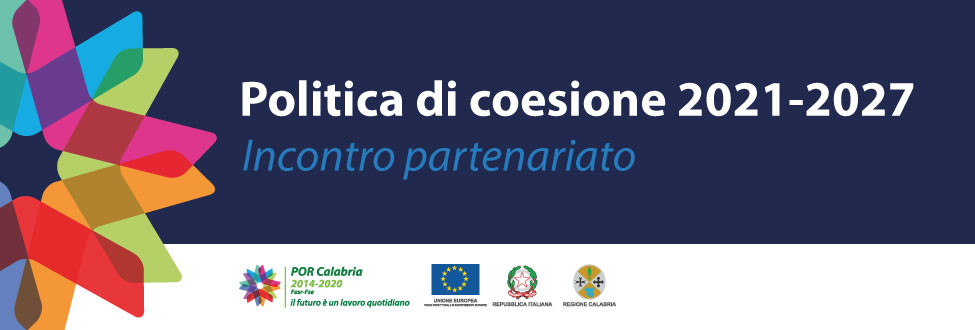 Politica di coesione 2021-2027
Incontro partenariato
POR Calabria
2014-2020
Fesr-Fse
il futuro è un lavoro quotidiano
UNIONE EUROPEA
REPUBBLICA ITALIANA
REGIONE CALABRIA